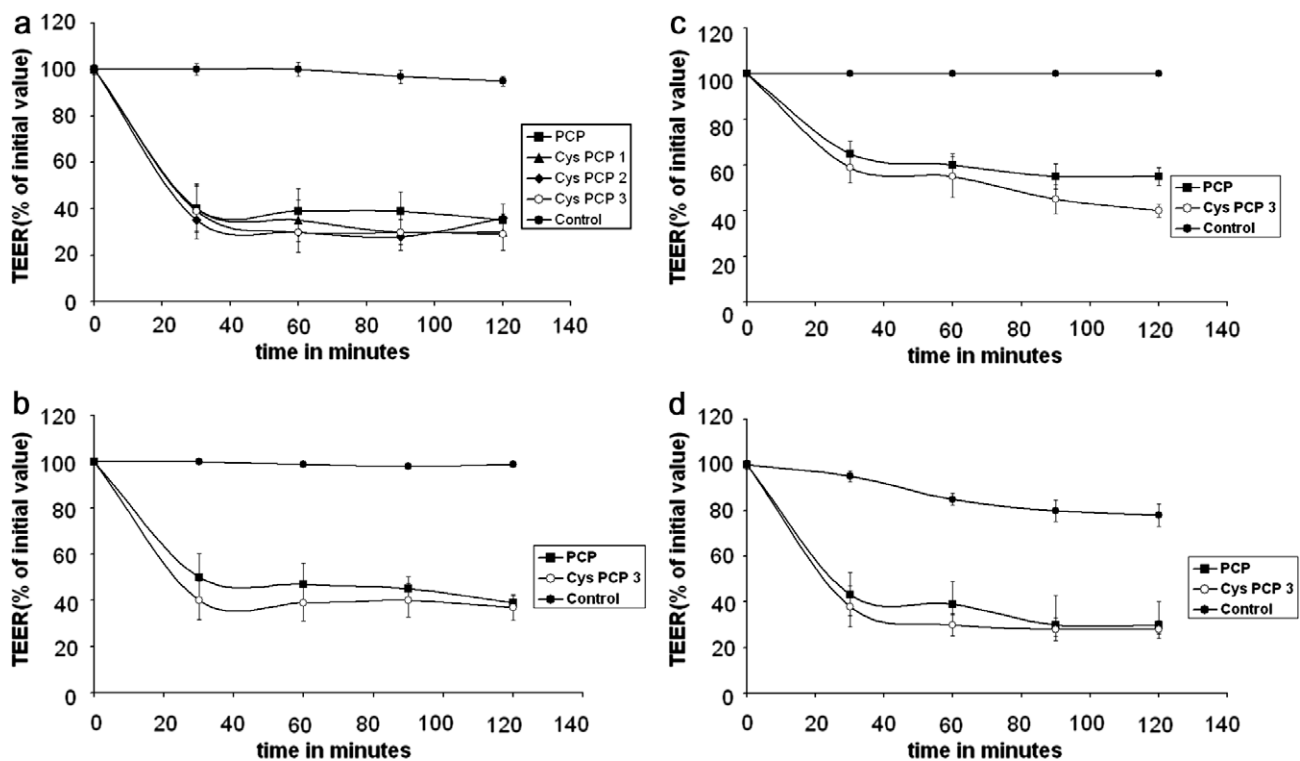 a
TEER(% of initial value)
120
100
80
60
40
20
0
0 20 40 60 80 100 120 140
time in minutes
PCP
Cys PCP 1
Cys PCP 2
Cys PCP 3
Control
b
TEER(% of initial value)
120
100
80
60
40
20
0
0 20 40 60 80 100 120 140
time in minutes
PCP
Cys PCP 3
Control
c
TEER(% of initial value)
120
100
80
60
40
20
0
0 20 40 60 80 100 120 140
time in minutes
PCP
Cys PCP 3
Control
d
TEER(% of initial value)
120
100
80
60
40
20
0
0 20 40 60 80 100 120 140
time in minutes
PCP
Cys PCP 3
Control